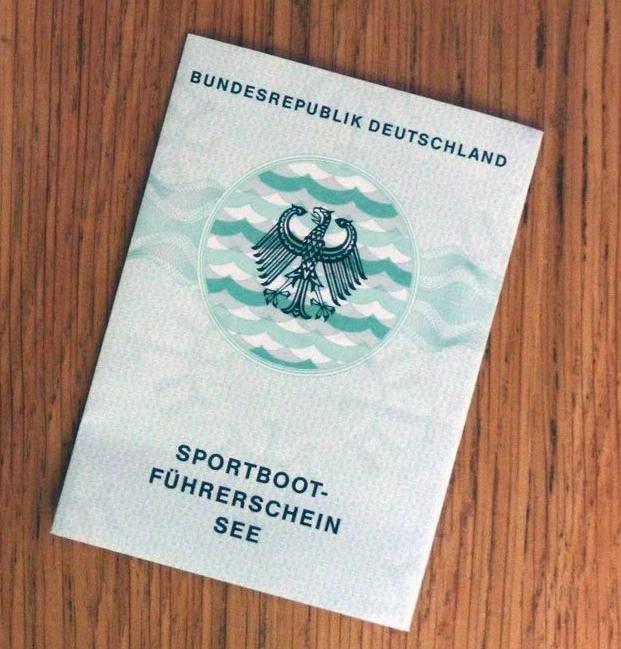 BUNDESREPUBLIK DEUTSCHLAND
SPORTBOOT-
FÜHRERSCHEIN
SEE